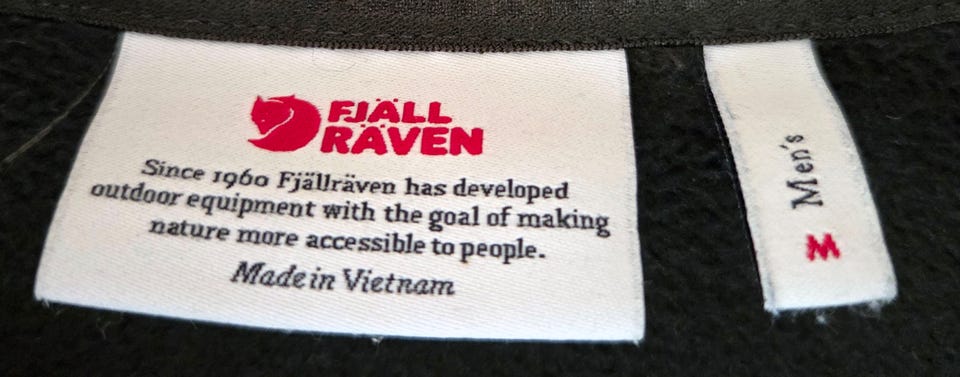 FJÄLL
RÄVEN
Since 1960 Fjällräven has developed
outdoor equipment with the goal of making
nature more accessible to people.
Made in Vietnam
Men's
M